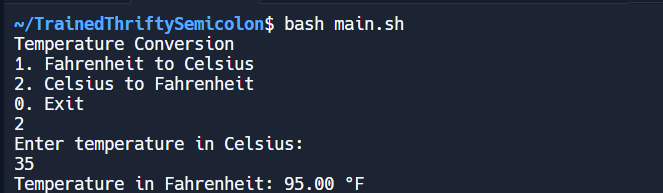 ~/TrainedThriftySemicolon$ bash main.sh
Temperature Conversion
1. Fahrenheit to Celsius
2. Celsius to Fahrenheit
0. Exit
2
Enter temperature in Celsius:
35
Temperature in Fahrenheit: 95.00 °F